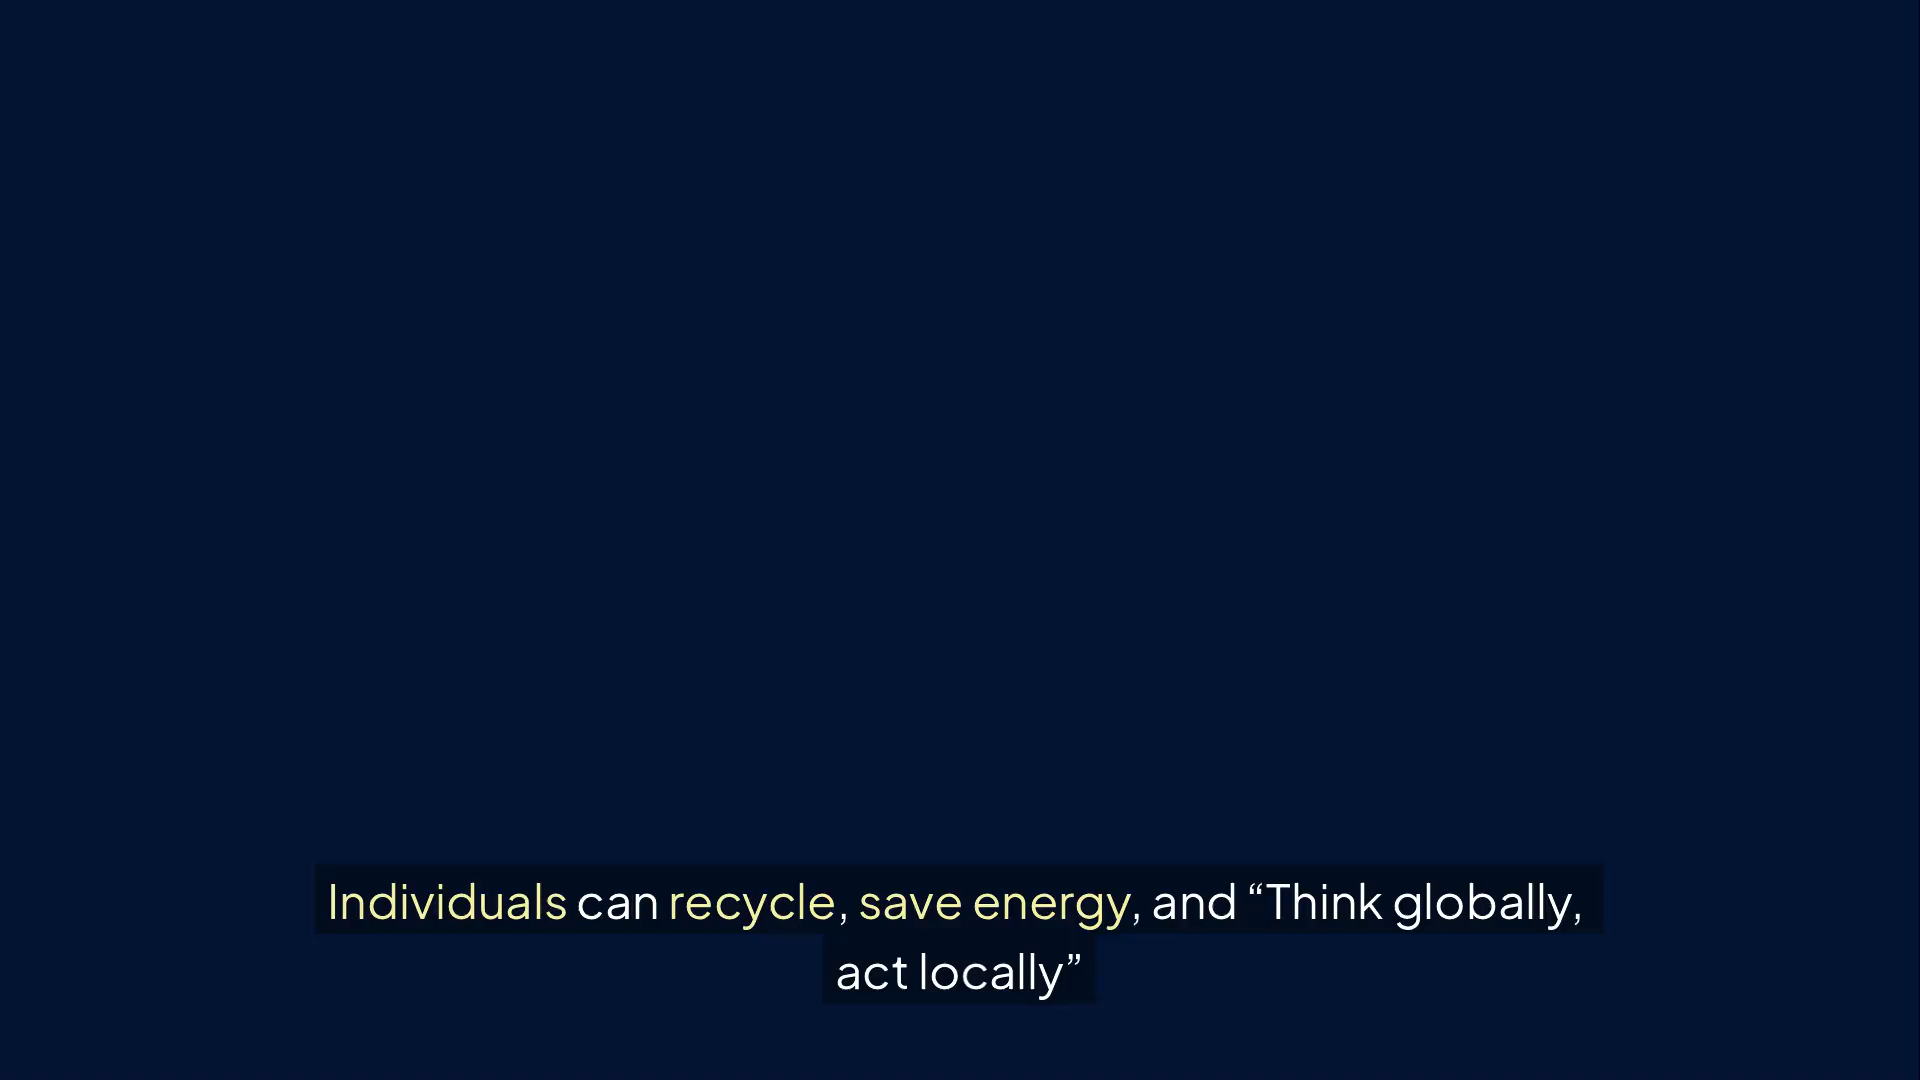 Individuals can recycle, save energy, and “Think globally,
act locally”